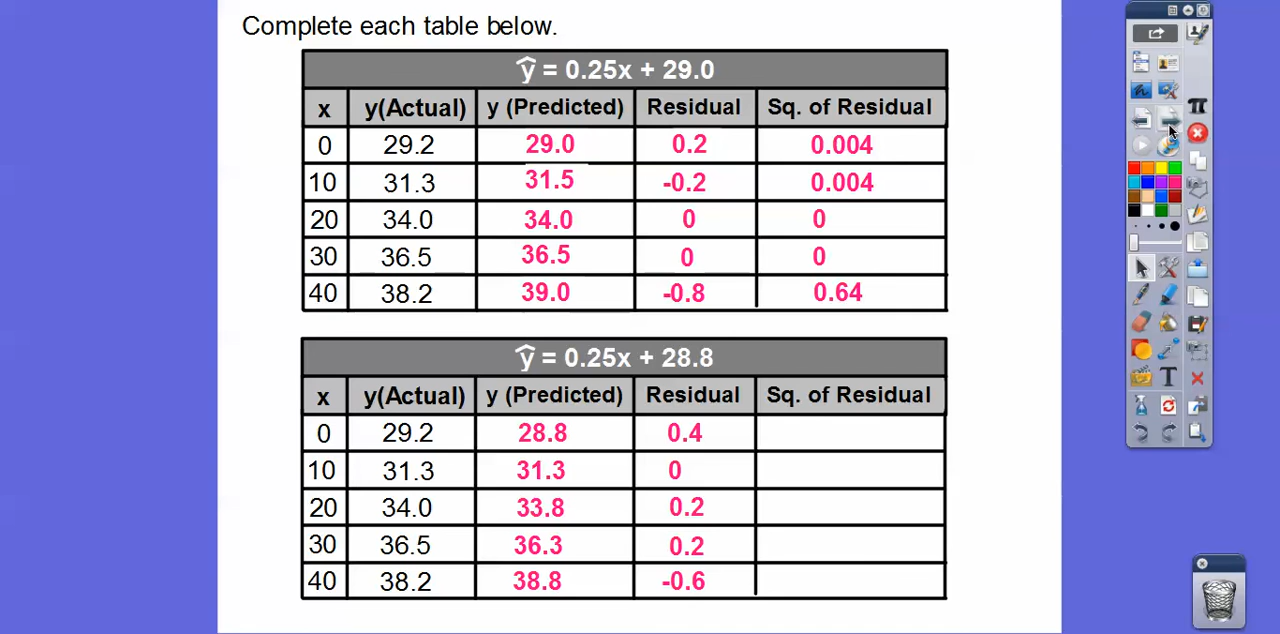 Complete each table below.
ŷ = 0.25x + 29.0
x y(Actual) y (Predicted) Residual Sq. of Residual
0 29.2 29.0 0.2 0.004
10 31.3 31.5 -0.2 0.004
20 34.0 34.0 0 0
30 36.5 36.5 0 0
40 38.2 39.0 -0.8 0.64
ŷ = 0.25x + 28.8
x y(Actual) y (Predicted) Residual Sq. of Residual
0 29.2 28.8 0.4
10 31.3 31.3 0
20 34.0 33.8 0.2
30 36.5 36.3 0.2
40 38.2 38.8 -0.6